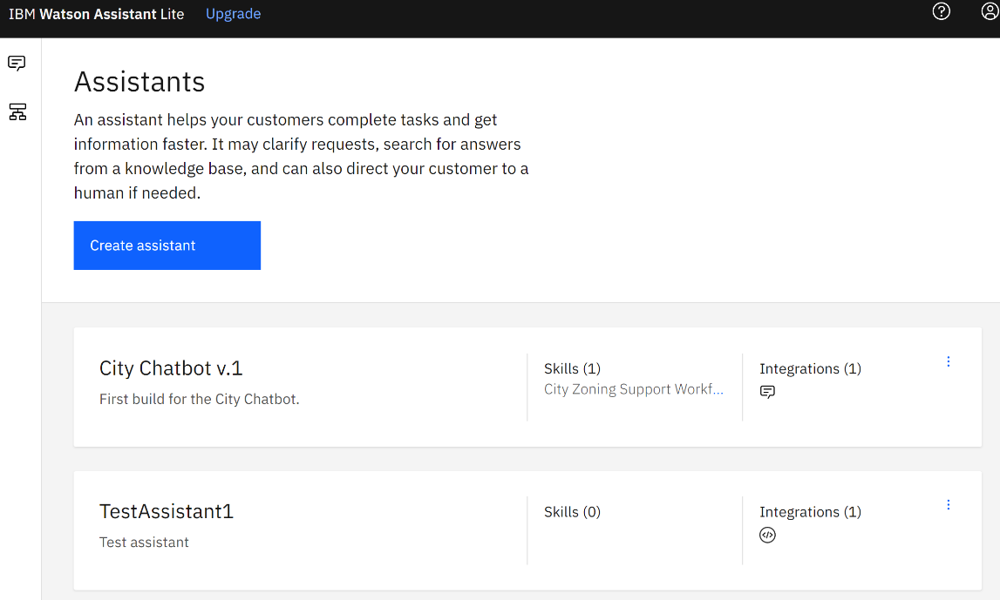 IBM Watson Assistant Lite Upgrade
Assistants
An assistant helps your customers complete tasks and get
information faster. It may clarify requests, search for answers
from a knowledge base, and can also direct your customer to a
human if needed.
Create assistant
City Chatbot v.1
First build for the City Chatbot.
Skills (1)
City Zoning Support Workf...
Integrations (1)
TestAssistant1
Test assistant
Skills (0)
Integrations (1)